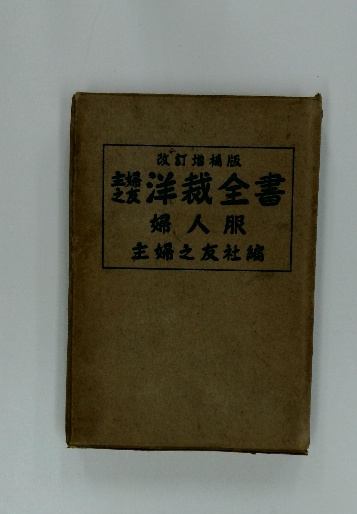 改訂増補版
主婦之友 洋裁全書
婦人服
主婦之友社編